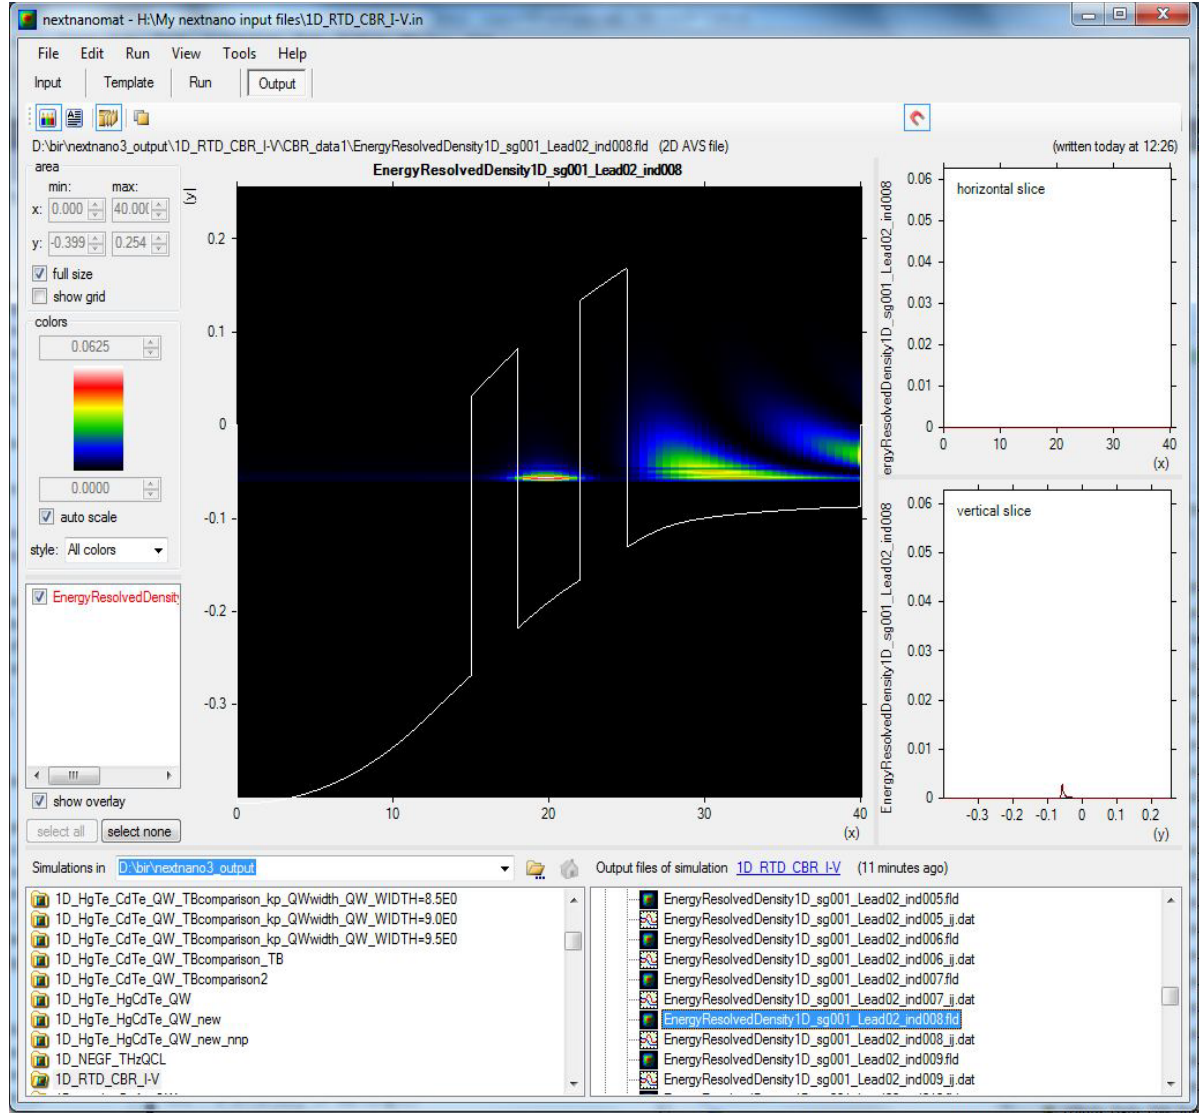 nextnanomat - H:\My nextnano input files\1D_RTD_CBR_I-V.in
File Edit Run View Tools Help
Input Template Run Output
D:\bir\nextnano3_output\1D_RTD_CBR_I-V\CBR_data1\EnergyResolvedDensity1D_sg001_Lead02_ind008.fld (2D AVS file)
(written today at 12:26)
area
min: max:
x: 0.000 40.00(
y: -0.399 0.254
full size
show grid
colors
0.0625
0.0000
auto scale
style: All colors
EnergyResolvedDensity
show overlay
select all select none
EnergyResolvedDensity1D_sg001_Lead02_ind008
(y)
0.2
0.1
0
-0.1
-0.2
-0.3
0 10 20 30 40
(x)
ergyResolvedDensity1D_sg001_Lead02_ind008
horizontal slice
0.06
0.05
0.04
0.03
0.02
0.01
0
0 10 20 30 40
(x)
EnergyResolvedDensity1D_sg001_Lead02_ind008
vertical slice
0.06
0.05
0.04
0.03
0.02
0.01
0
-0.3 -0.2 -0.1 0 0.1 0.2
(y)
Simulations in D:\bir\nextnano3_output
1D_HgTe_CdTe_QW_TBcomparison_kp_QWwidth_QW_WIDTH=8.5E0
1D_HgTe_CdTe_QW_TBcomparison_kp_QWwidth_QW_WIDTH=9.0E0
1D_HgTe_CdTe_QW_TBcomparison_kp_QWwidth_QW_WIDTH=9.5E0
1D_HgTe_CdTe_QW_TBcomparison_TB
1D_HgTe_CdTe_QW_TBcomparison2
1D_HgTe_HgCdTe_QW
1D_HgTe_HgCdTe_QW_new
1D_HgTe_HgCdTe_QW_new_nnp
1D_NEGF_THzQCL
1D_RTD_CBR_I-V
Output files of simulation 1D_RTD_CBR_I-V (11 minutes ago)
EnergyResolvedDensity1D_sg001_Lead02_ind005.fld
EnergyResolvedDensity1D_sg001_Lead02_ind005_ij.dat
EnergyResolvedDensity1D_sg001_Lead02_ind006.fld
EnergyResolvedDensity1D_sg001_Lead02_ind006_ij.dat
EnergyResolvedDensity1D_sg001_Lead02_ind007.fld
EnergyResolvedDensity1D_sg001_Lead02_ind007_ij.dat
EnergyResolvedDensity1D_sg001_Lead02_ind008.fld
EnergyResolvedDensity1D_sg001_Lead02_ind008_ij.dat
EnergyResolvedDensity1D_sg001_Lead02_ind009.fld
EnergyResolvedDensity1D_sg001_Lead02_ind009_ij.dat